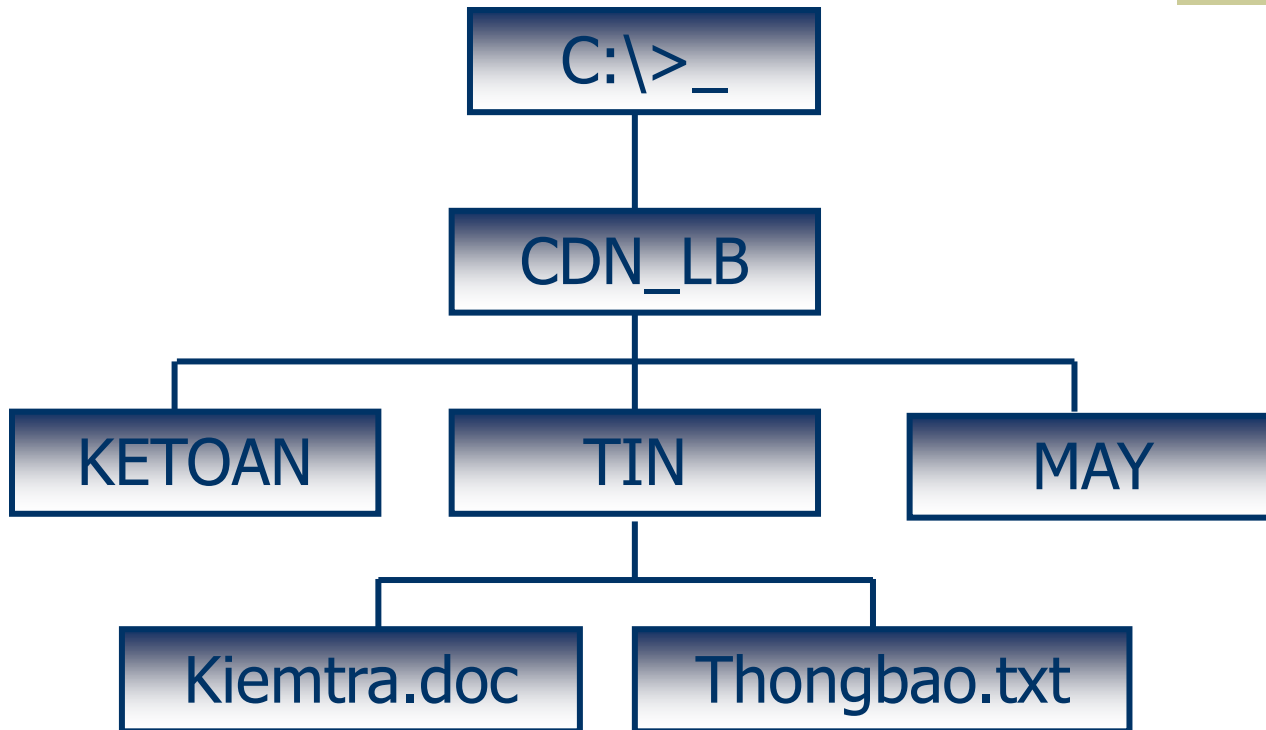 C:\>_
CDN_LB
KETOAN
TIN
MAY
Kiemtra.doc
Thongbao.txt